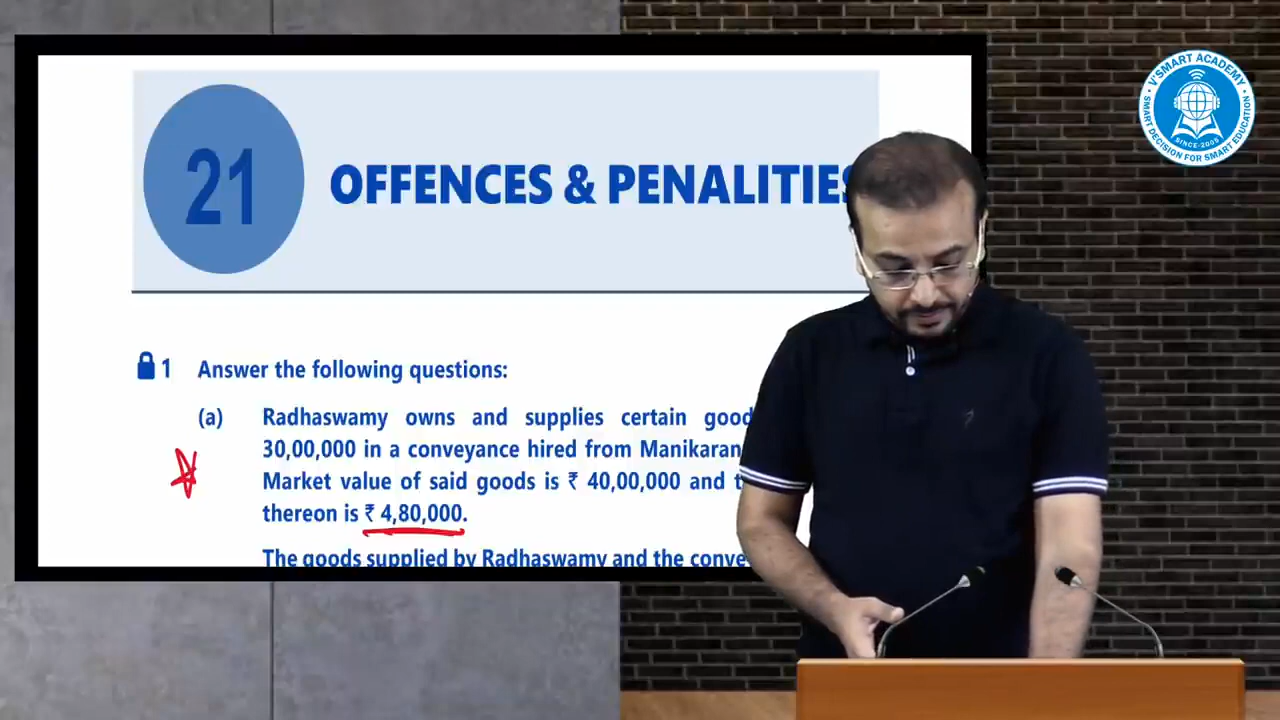 21
OFFENCES & PENALITIES
1 Answer the following questions:
(a) Radhaswamy owns and supplies certain
30,00,000 in a conveyance hired from Manikaran
Market value of said goods is ₹ 40,00,000 and
thereon is ₹ 4,80,000.
The goods supplied by Radhaswamy and the
V'SMART ACADEMY
SMART DECISION FOR SMART EDUCATION
SINCE-2005